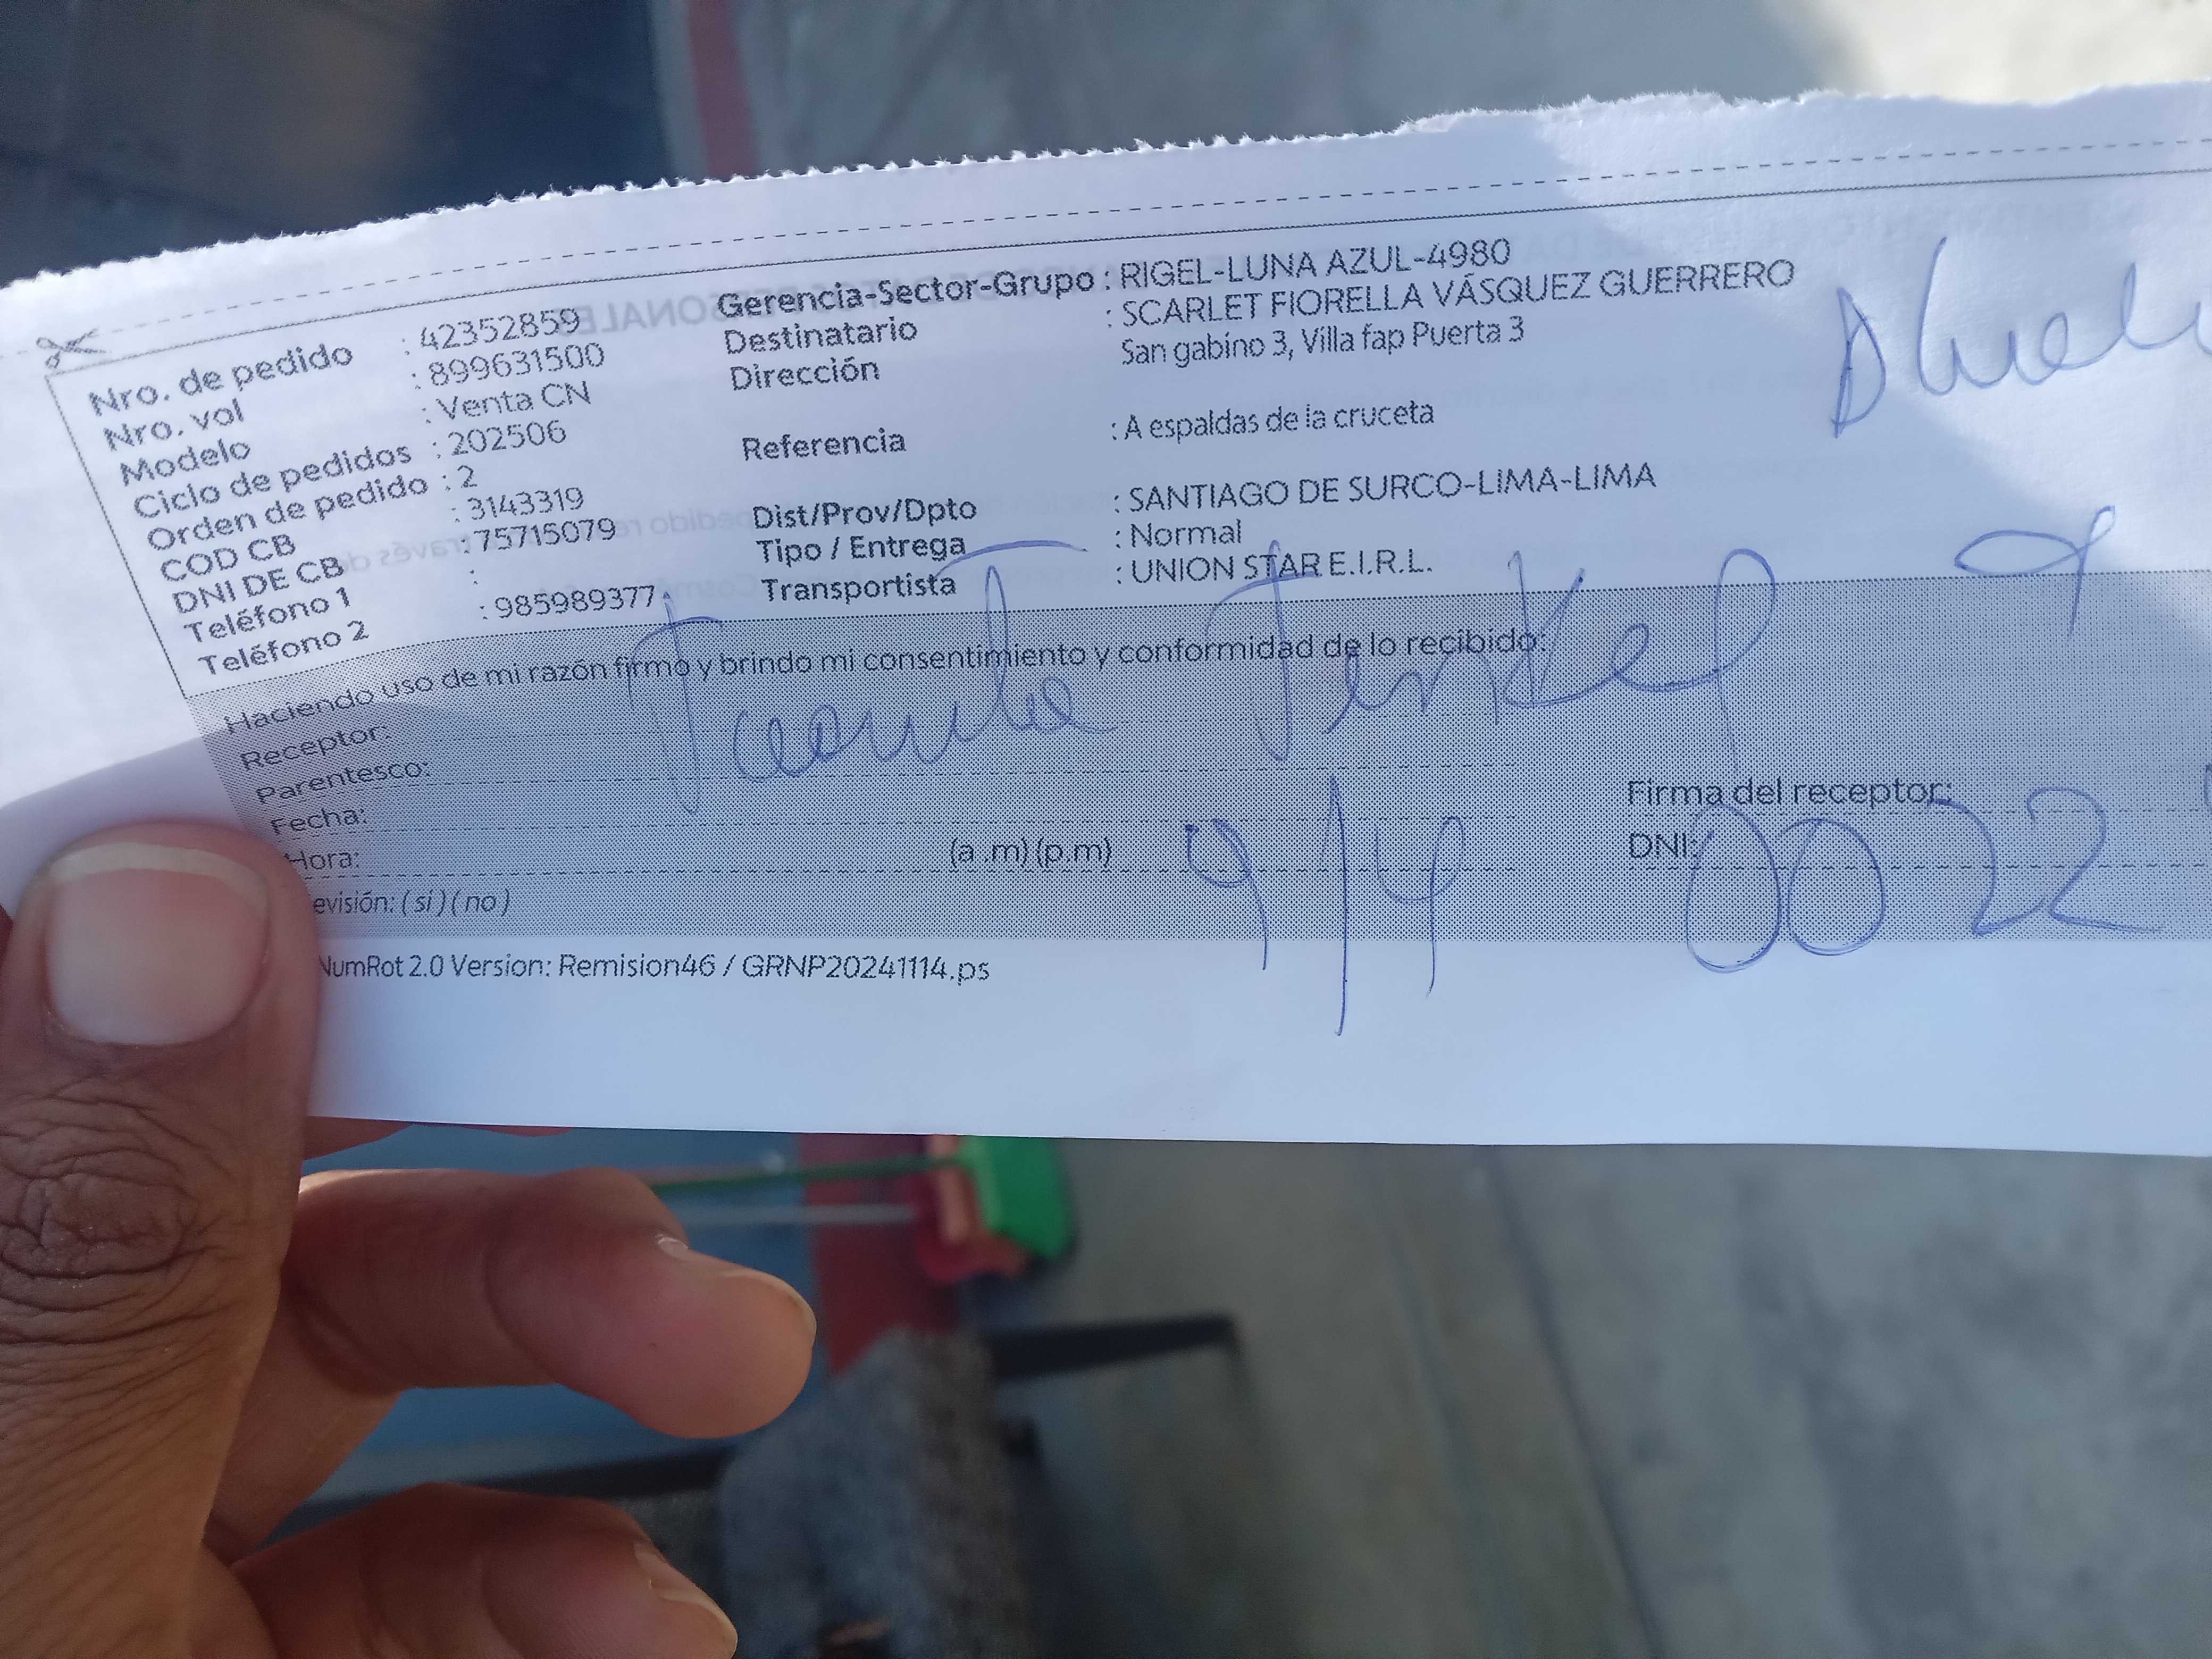 Nro. de pedido : 42352859
Nro. vol : 899631500
Modelo : Venta CN
Ciclo de pedidos : 202506
Orden de pedido : 2
COD CB : 3143319
DNI DE CB : 75715079
Teléfono 1 :
Teléfono 2 : 985989377
Gerencia-Sector-Grupo : RIGEL-LUNA AZUL-4980
Destinatario : SCARLET FIORELLA VÁSQUEZ GUERRERO
Dirección San gabino 3, Villa fap Puerta 3
Referencia : A espaldas de la cruceta
Dist/Prov/Dpto : SANTIAGO DE SURCO-LIMA-LIMA
Tipo / Entrega : Normal
Transportista : UNION STAR E.I.R.L.
Haciendo uso de mi razón firmo y brindo mi consentimiento y conformidad de lo recibido:
Receptor:
Parentesco:
Fecha:
Hora: (a .m) (p.m) 9/4
Firma del receptor:
DNI: 0022
evisión: ( si ) ( no )
NumRot 2.0 Version: Remision46 / GRNP20241114.ps